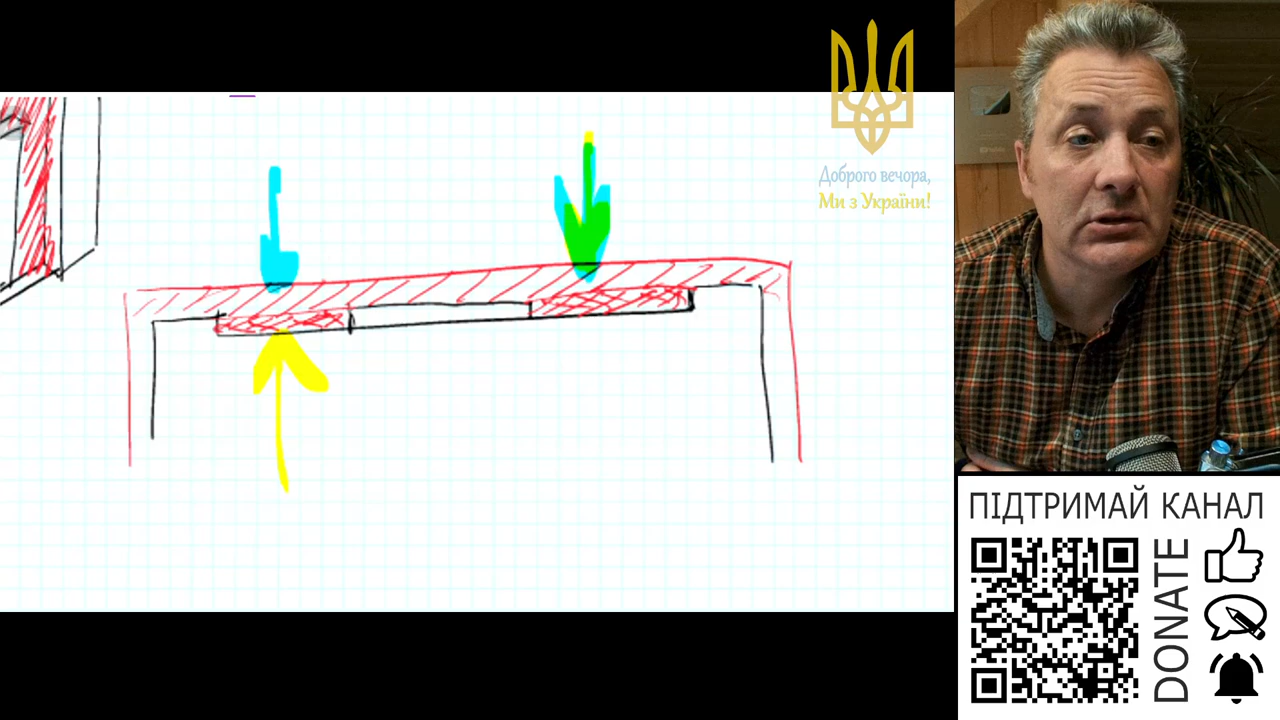 Доброго вечора,
Ми з України!
ПІДТРИМАЙ КАНАЛ
DONATE